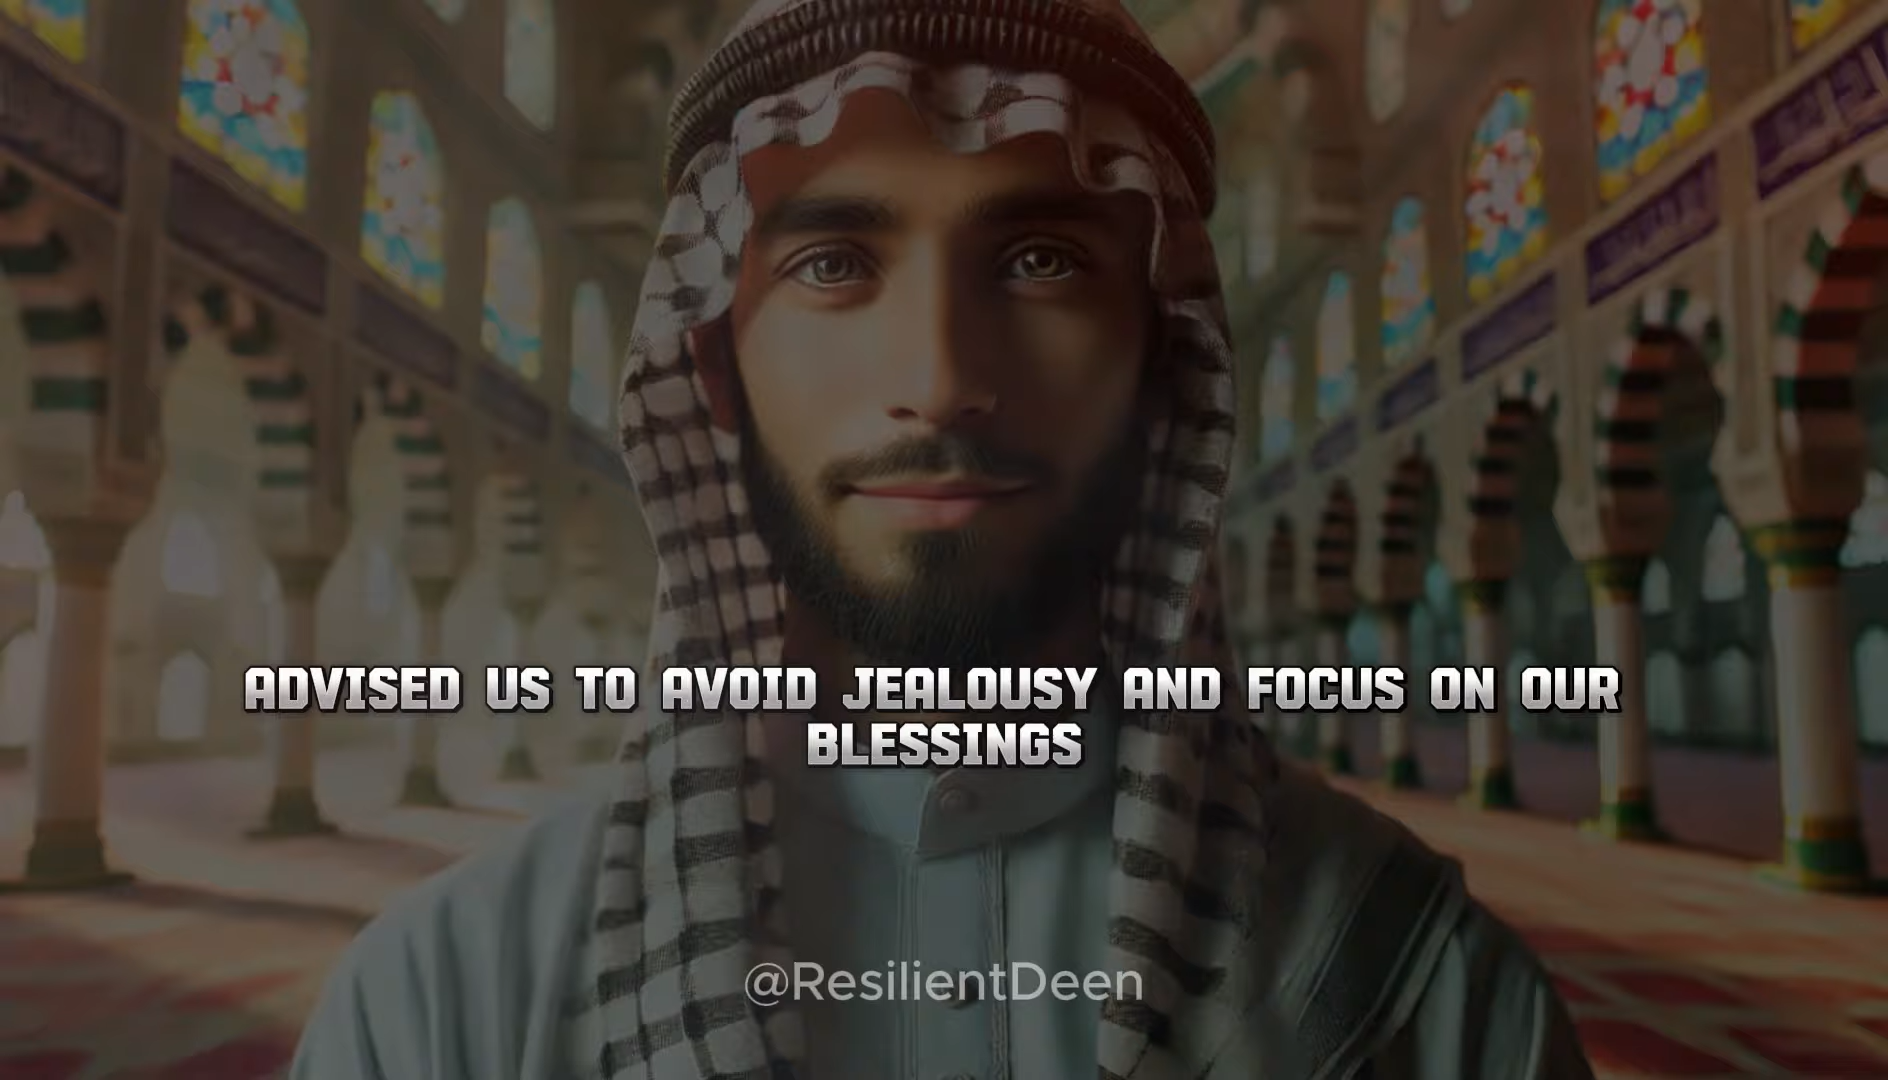 ADVISED US TO AVOID JEALOUSY AND FOCUS ON OUR
BLESSINGS
@ResilientDeen